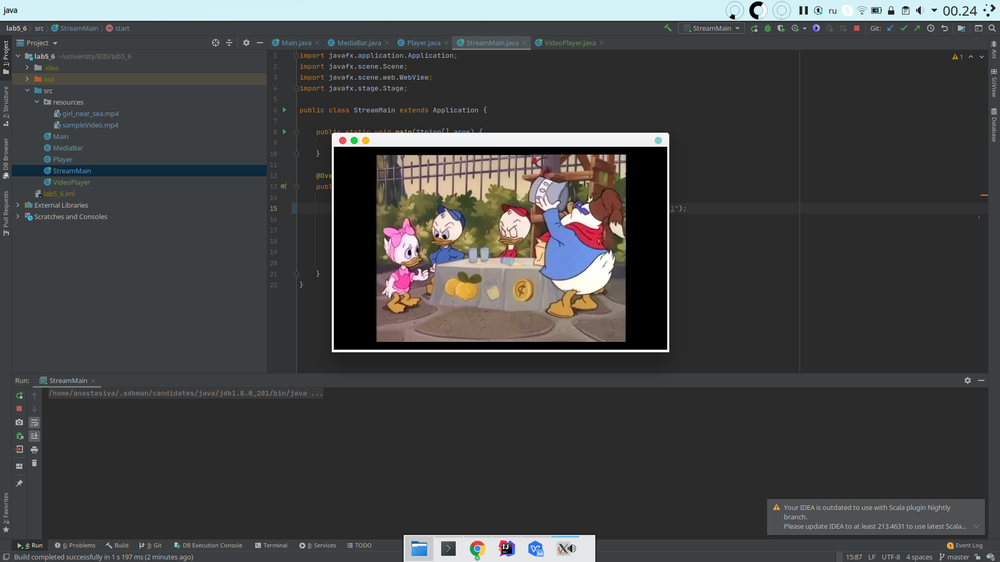 java
ru
00.24
lab5_6 src StreamMain start
StreamMain
Git:
Project
Main.java
MediaBar.java
Player.java
StreamMain.java
VideoPlayer.java
1: Project
7: Structure
DB Browser
Pull Requests
2: Favorites
Ant
SciView
Database
lab5_6 ~/university/EIIS/lab5_6
.idea
out
src
resources
girl_near_sea.mp4
sampleVideo.mp4
Main
MediaBar
Player
StreamMain
VideoPlayer
lab5_6.iml
External Libraries
Scratches and Consoles
1 import javafx.application.Application;
2 import javafx.scene.Scene;
3 import javafx.scene.web.WebView;
4 import javafx.stage.Stage;
5
6 public class StreamMain extends Application {
7
8 public static void main(String[] args) {
9
10 }
11
12 @Ove
13 publ
14
15 1");
16
17
18
19
20
21 }
22 }
1
Run: StreamMain
/home/anastasiya/.sdkman/candidates/java/jdk1.8.0_281/bin/java ...
Your IDEA is outdated to use with Scala plugin Nightly
branch.
Please update IDEA to at least 213.4631 to use latest Scala...
4: Run
6: Problems
Build
9: Git
DB Execution Console
Terminal
8: Services
TODO
1 Event Log
Build completed successfully in 1 s 197 ms (2 minutes ago)
15:87 LF UTF-8 4 spaces master